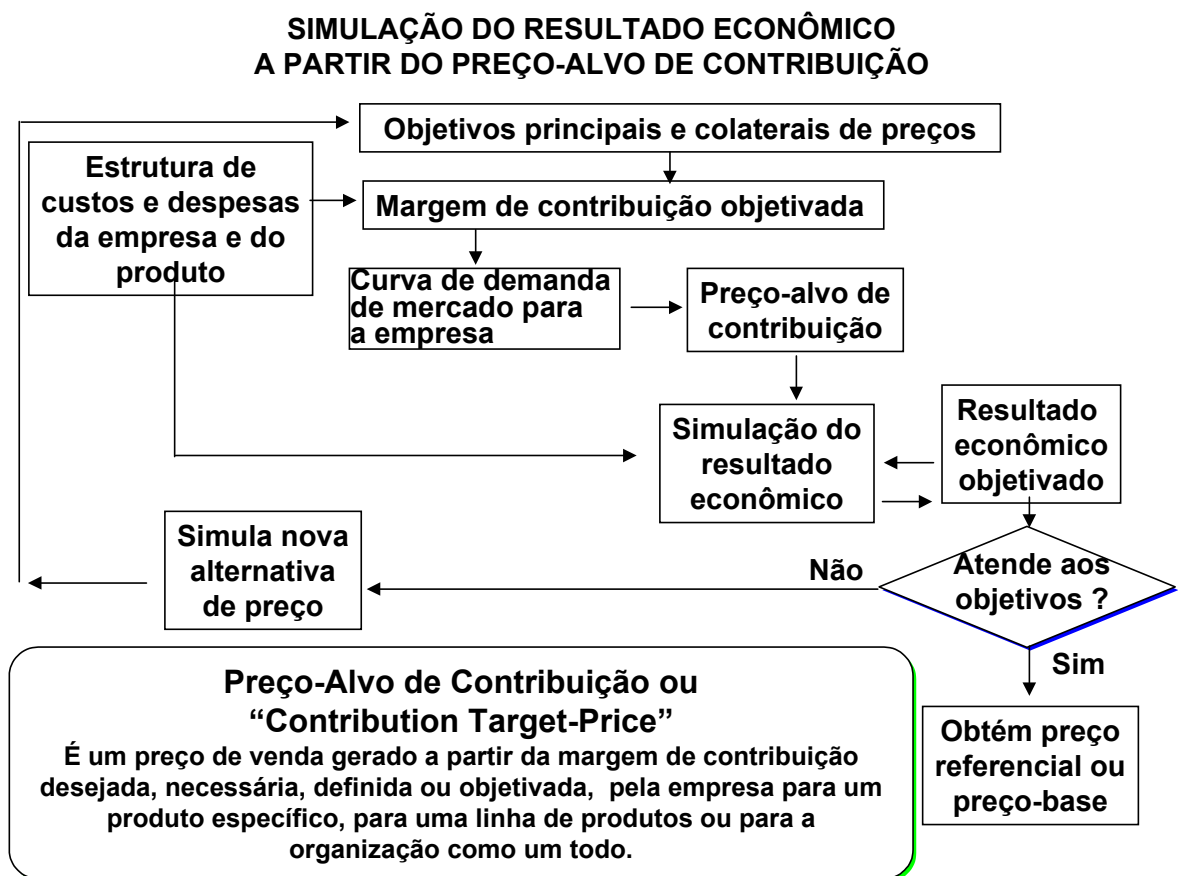 SIMULAÇÃO DO RESULTADO ECONÔMICO
A PARTIR DO PREÇO-ALVO DE CONTRIBUIÇÃO
Objetivos principais e colaterais de preços
Estrutura de
custos e despesas
da empresa e do
produto
Margem de contribuição objetivada
Curva de demanda
de mercado para
a empresa
Preço-alvo de
contribuição
Simulação do
resultado
econômico
Resultado
econômico
objetivado
Simula nova
alternativa
de preço
Não
Atende aos
objetivos ?
Sim
Preço-Alvo de Contribuição ou
“Contribution Target-Price”
É um preço de venda gerado a partir da margem de contribuição
desejada, necessária, definida ou objetivada, pela empresa para um
produto específico, para uma linha de produtos ou para a
organização como um todo.
Obtém preço
referencial ou
preço-base